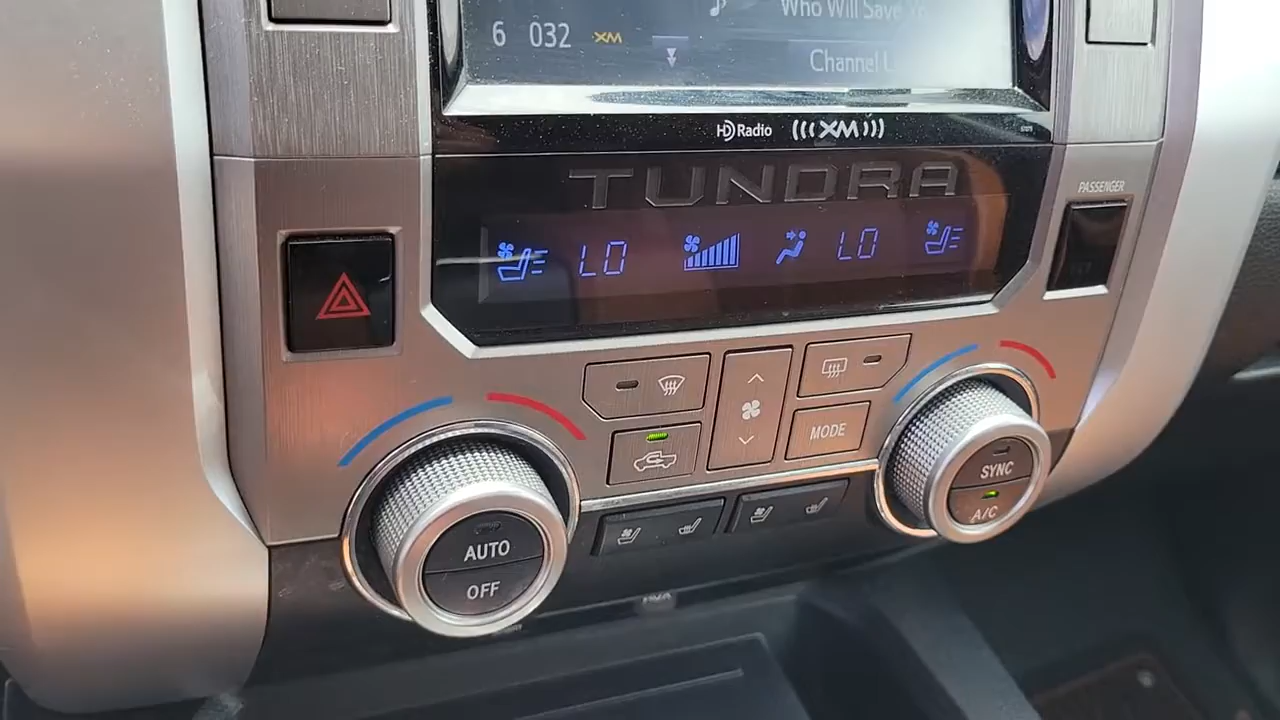 Who Will Save
6 032 XM
Channel
HD Radio ((( XM )))
TUNDRA
PASSENGER
LO LO
MODE
SYNC
A/C
AUTO
OFF